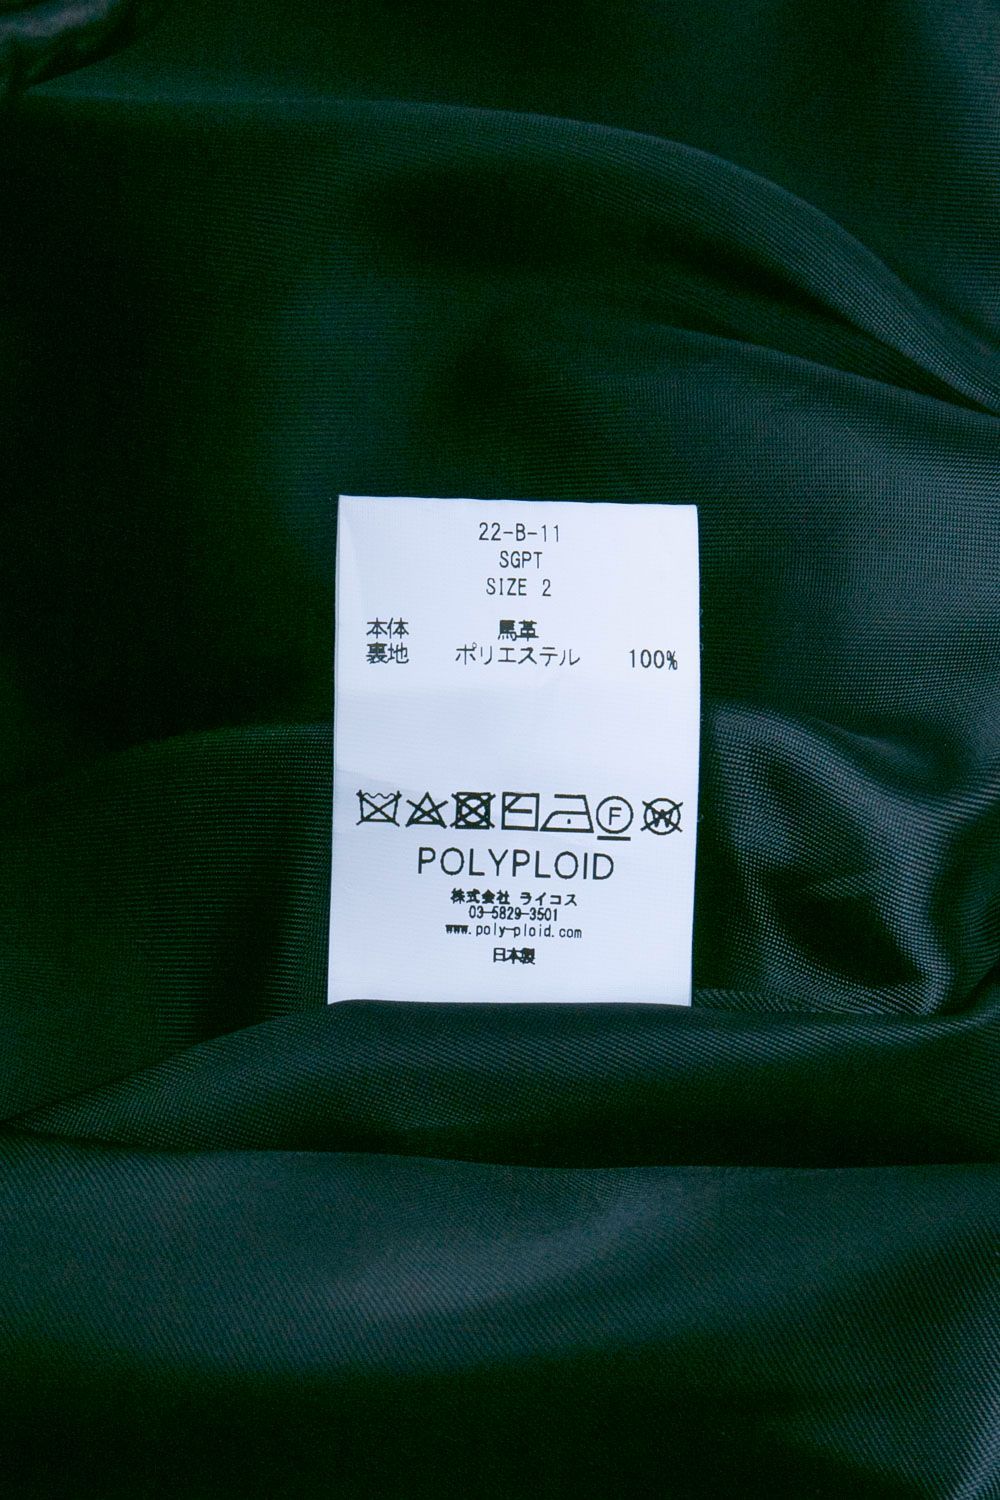 22-B-11
SGPT
SIZE 2
本体 馬革
裏地 ポリエステル 100%
F
W
POLYPLOID
株式会社 ライコス
03-5829-3501
www.poly-ploid.com
日本製